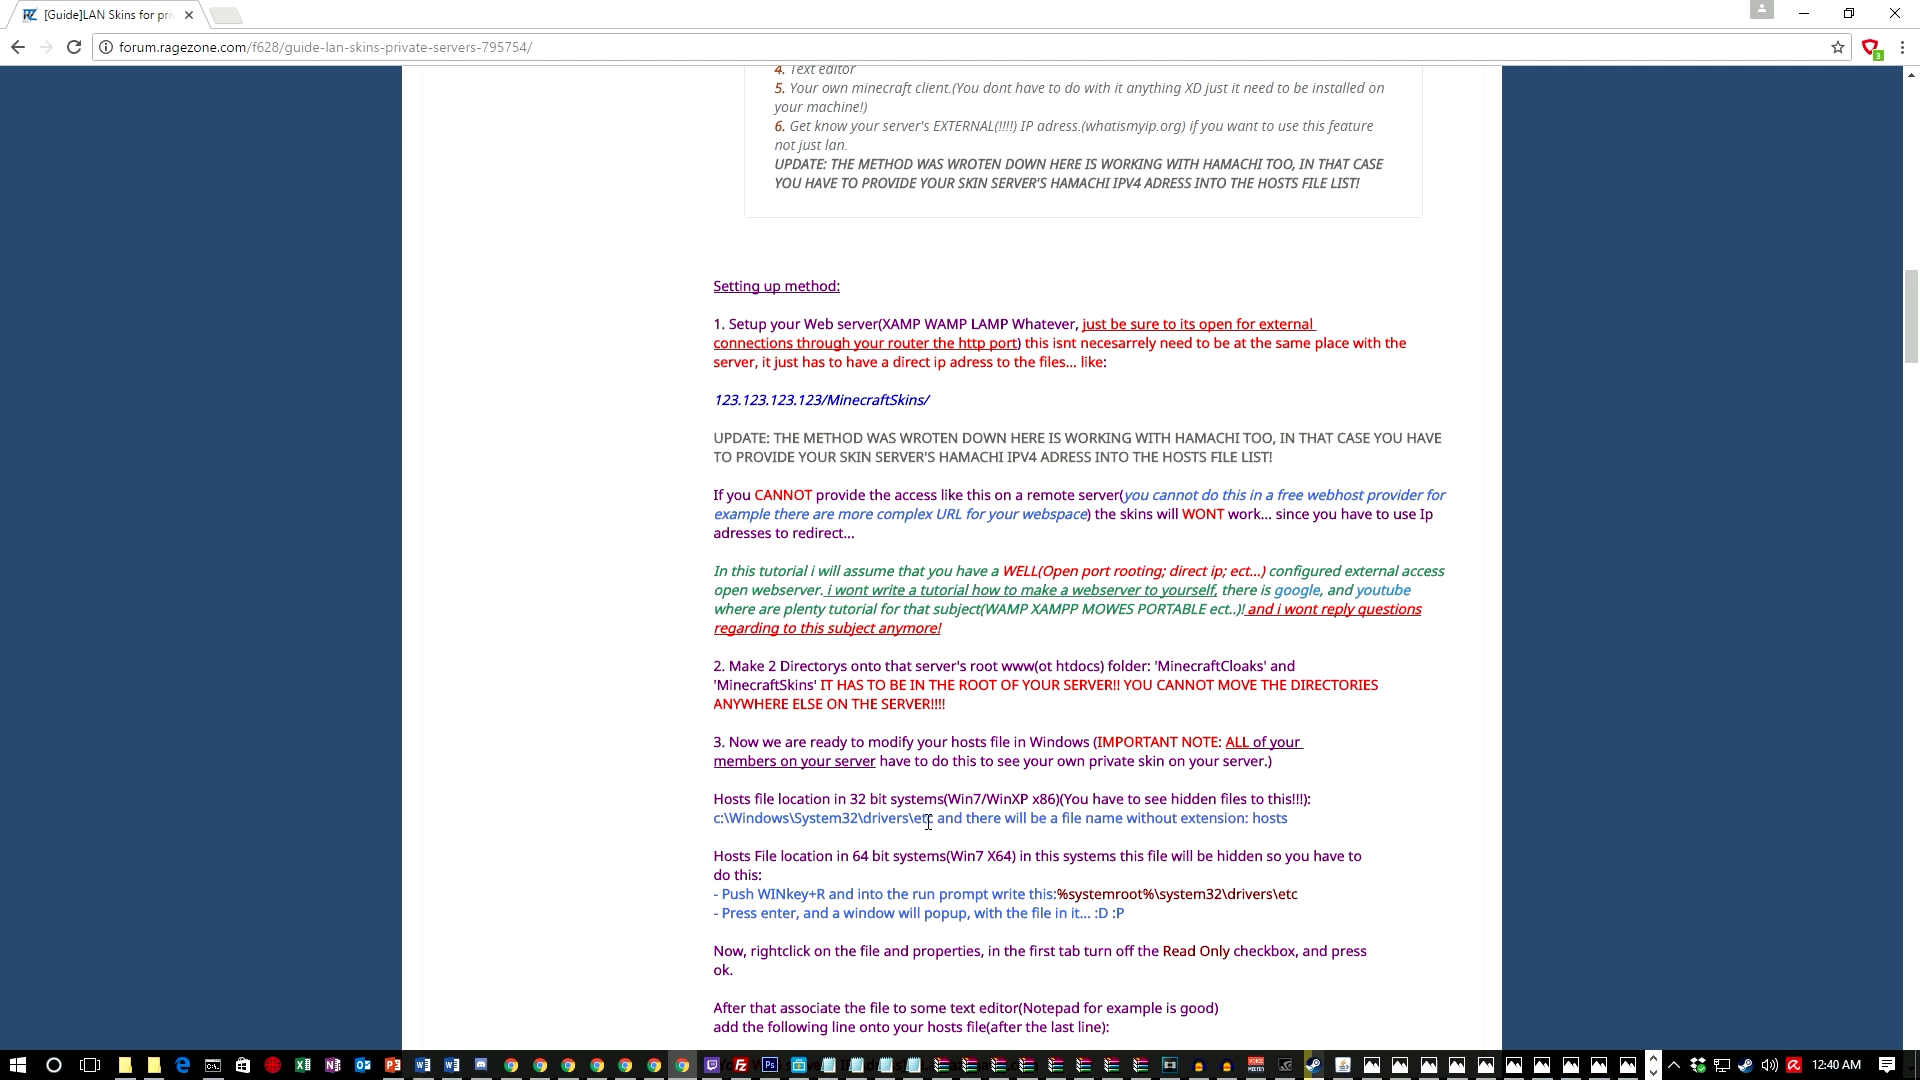 [Guide]LAN Skins for pri
forum.ragezone.com/f628/guide-lan-skins-private-servers-795754/
3
4. Text editor
5. Your own minecraft client.(You dont have to do with it anything XD just it need to be installed on
your machine!)
6. Get know your server's EXTERNAL(!!!!) IP adress.(whatismyip.org) if you want to use this feature
not just lan.
UPDATE: THE METHOD WAS WROTEN DOWN HERE IS WORKING WITH HAMACHI TOO, IN THAT CASE
YOU HAVE TO PROVIDE YOUR SKIN SERVER'S HAMACHI IPV4 ADRESS INTO THE HOSTS FILE LIST!
Setting up method:
1. Setup your Web server(XAMP WAMP LAMP Whatever, just be sure to its open for external
connections through your router the http port) this isnt necesarrely need to be at the same place with the
server, it just has to have a direct ip adress to the files... like:
123.123.123.123/MinecraftSkins/
UPDATE: THE METHOD WAS WROTEN DOWN HERE IS WORKING WITH HAMACHI TOO, IN THAT CASE YOU HAVE
TO PROVIDE YOUR SKIN SERVER'S HAMACHI IPV4 ADRESS INTO THE HOSTS FILE LIST!
If you CANNOT provide the access like this on a remote server(you cannot do this in a free webhost provider for
example there are more complex URL for your webspace) the skins will WONT work... since you have to use Ip
adresses to redirect...
In this tutorial i will assume that you have a WELL(Open port rooting; direct ip; ect...) configured external access
open webserver. i wont write a tutorial how to make a webserver to yourself, there is google, and youtube
where are plenty tutorial for that subject(WAMP XAMPP MOWES PORTABLE ect..)! and i wont reply questions
regarding to this subject anymore!
2. Make 2 Directorys onto that server's root www(ot htdocs) folder: 'MinecraftCloaks' and
'MinecraftSkins' IT HAS TO BE IN THE ROOT OF YOUR SERVER!! YOU CANNOT MOVE THE DIRECTORIES
ANYWHERE ELSE ON THE SERVER!!!!
3. Now we are ready to modify your hosts file in Windows (IMPORTANT NOTE: ALL of your
members on your server have to do this to see your own private skin on your server.)
Hosts file location in 32 bit systems(Win7/WinXP x86)(You have to see hidden files to this!!!):
c:\Windows\System32\drivers\etc and there will be a file name without extension: hosts
Hosts File location in 64 bit systems(Win7 X64) in this systems this file will be hidden so you have to
do this:
- Push WINkey+R and into the run prompt write this:%systemroot%\system32\drivers\etc
- Press enter, and a window will popup, with the file in it... :D :P
Now, rightclick on the file and properties, in the first tab turn off the Read Only checkbox, and press
ok.
After that associate the file to some text editor(Notepad for example is good)
add the following line onto your hosts file(after the last line):
12:40 AM